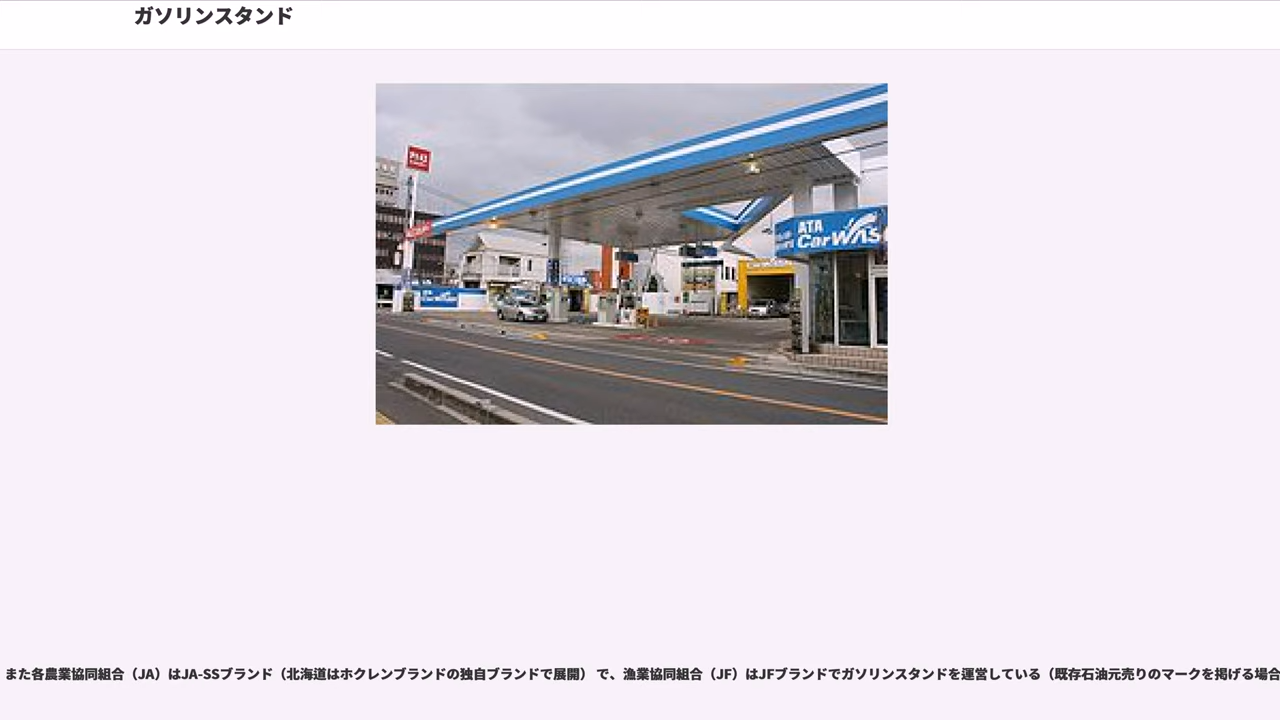 ガソリンスタンド
ATA
CarWAS
また各農業協同組合（JA）はJA-SSブランド（北海道はホクレンブランドの独自ブランドで展開） で、漁業協同組合（JF）はJFブランドでガソリンスタンドを運営している（既存石油元売りのマークを掲げる場合